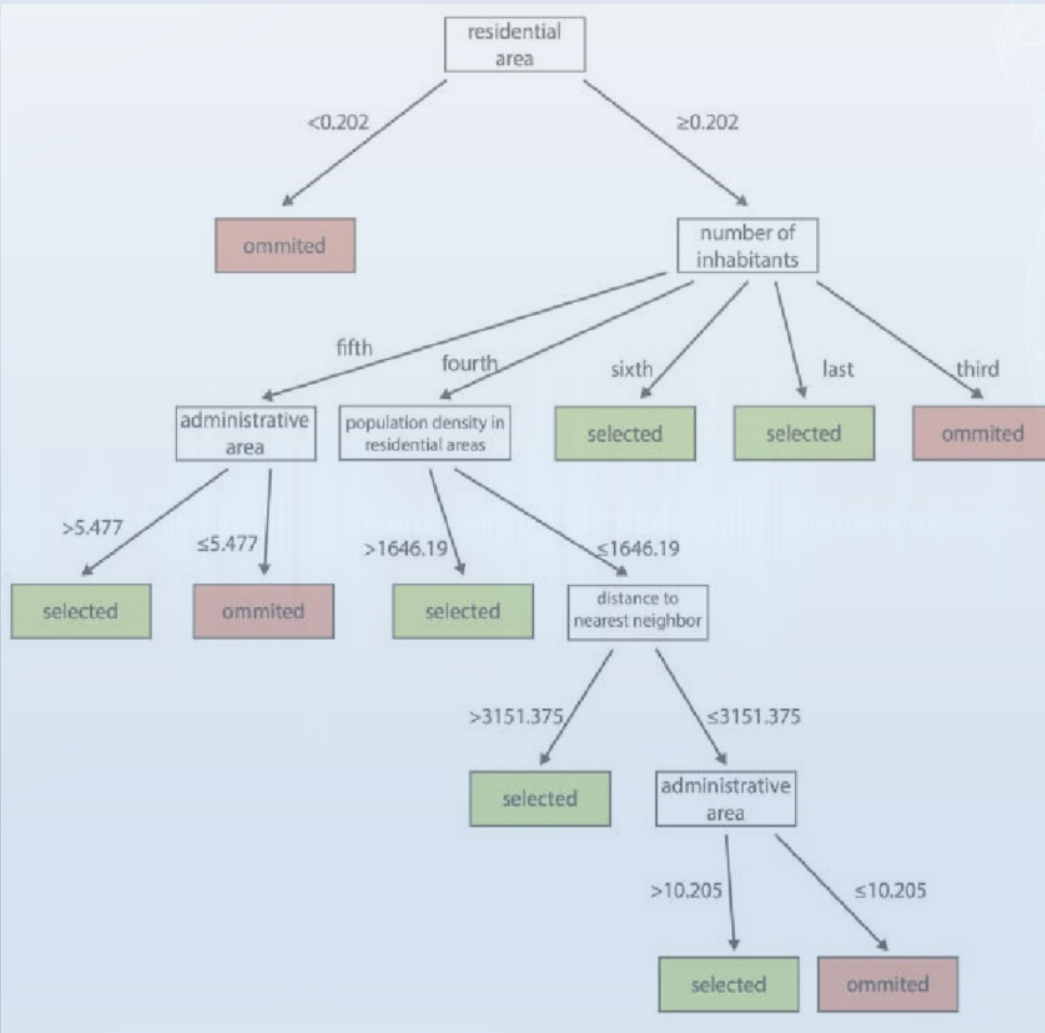 residential
area
<0.202
≥0.202
ommited
number of
inhabitants
fifth
fourth
sixth
last
third
administrative
area
population density in
residential areas
selected
selected
ommited
>5.477
≤5.477
>1646.19
≤1646.19
selected
ommited
selected
distance to
nearest neighbor
>3151.375
≤3151.375
selected
administrative
area
>10.205
≤10.205
selected
ommited